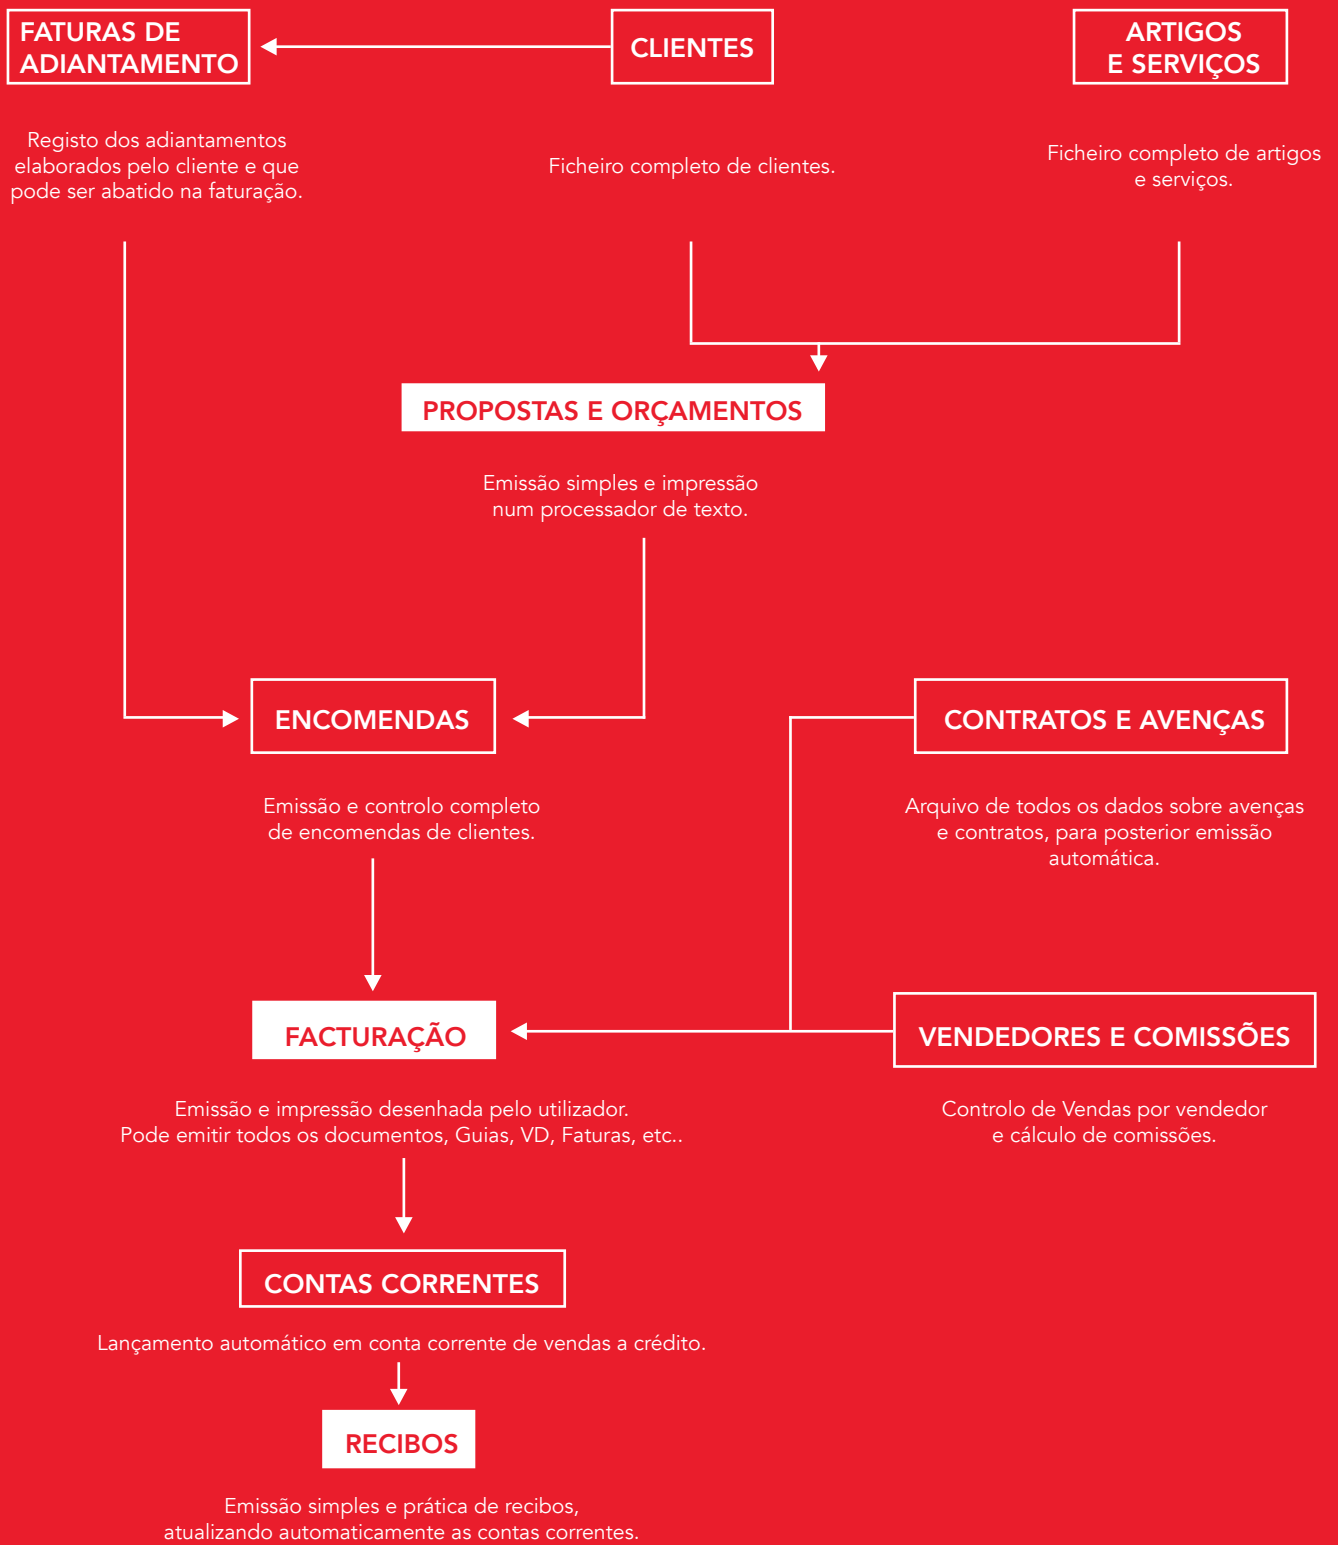 FATURAS DE
ADIANTAMENTO
CLIENTES
ARTIGOS
E SERVIÇOS
Registo dos adiantamentos
elaborados pelo cliente e que
pode ser abatido na faturação.
Ficheiro completo de clientes.
Ficheiro completo de artigos
e serviços.
PROPOSTAS E ORÇAMENTOS
Emissão simples e impressão
num processador de texto.
ENCOMENDAS
CONTRATOS E AVENÇAS
Emissão e controlo completo
de encomendas de clientes.
Arquivo de todos os dados sobre avenças
e contratos, para posterior emissão
automática.
FACTURAÇÃO
VENDEDORES E COMISSÕES
Emissão e impressão desenhada pelo utilizador.
Pode emitir todos os documentos, Guias, VD, Faturas, etc..
Controlo de Vendas por vendedor
e cálculo de comissões.
CONTAS CORRENTES
Lançamento automático em conta corrente de vendas a crédito.
RECIBOS
Emissão simples e prática de recibos,
atualizando automaticamente as contas correntes.